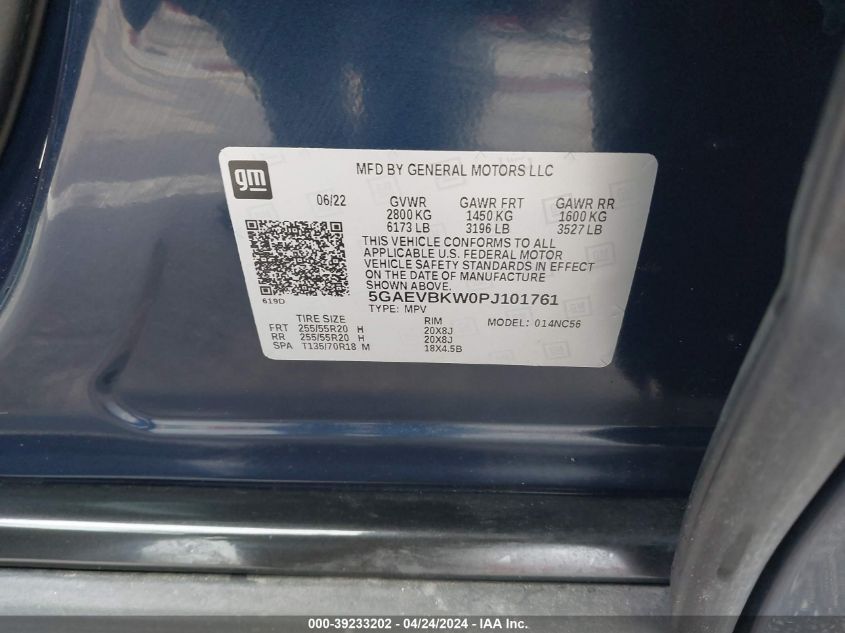 gm
MFD BY GENERAL MOTORS LLC
06/22 GVWR GAWR FRT GAWR RR
2800 KG 1450 KG 1600 KG
6173 LB 3196 LB 3527 LB
THIS VEHICLE CONFORMS TO ALL
APPLICABLE U.S. FEDERAL MOTOR
VEHICLE SAFETY STANDARDS IN EFFECT
ON THE DATE OF MANUFACTURE
SHOWN ABOVE.
619D
5GAEVBKW0PJ101761
TYPE: MPV
TIRE SIZE RIM MODEL: 014NC56
FRT 255/55R20 H 20X8J
RR 255/55R20 H 20X8J
SPA T135/70R18 M 18X4.5B
000-39233202 - 04/24/2024 - IAA Inc.